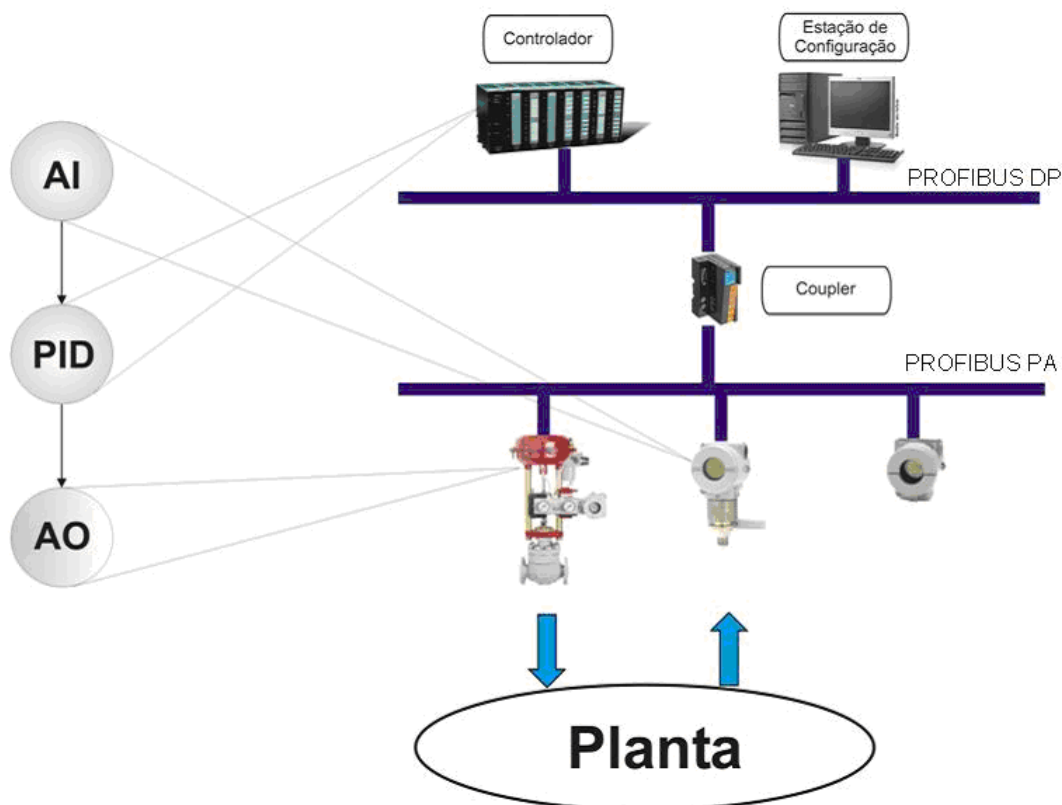 Controlador
Estação de
Configuração
AI
PROFIBUS DP
Coupler
PID
PROFIBUS PA
AO
Planta